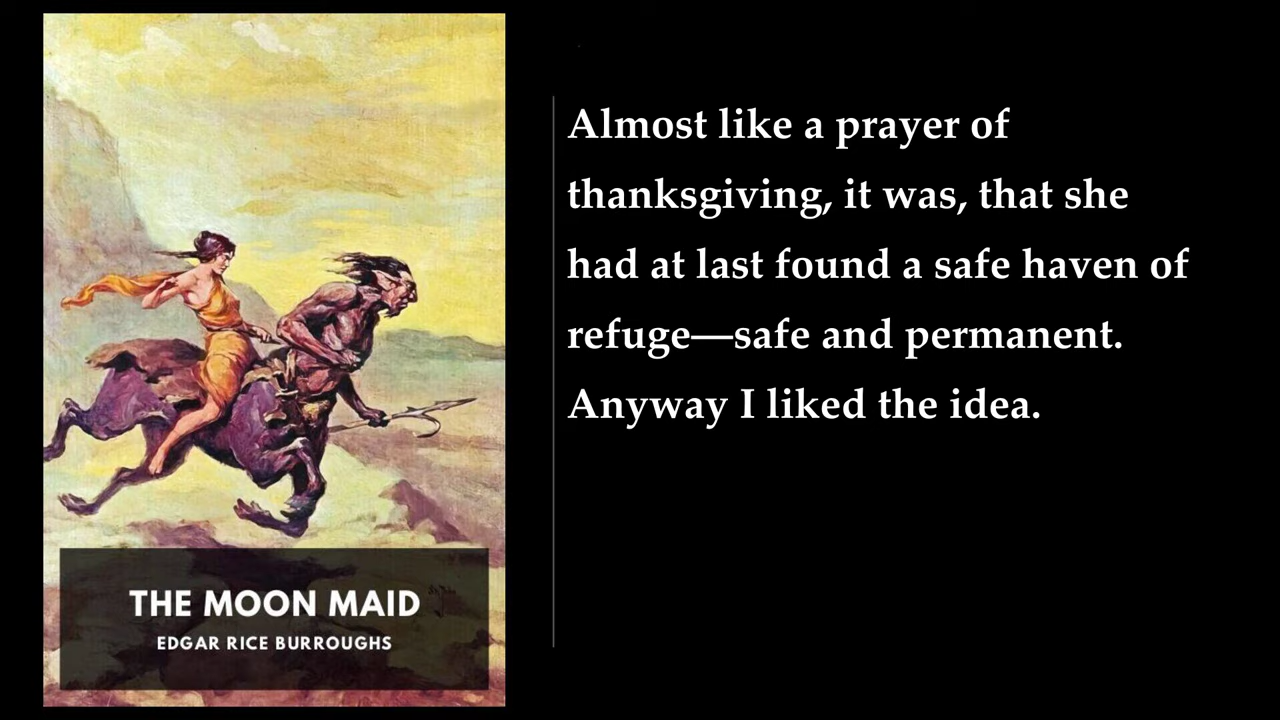 THE MOON MAID
EDGAR RICE BURROUGHS
Almost like a prayer of
thanksgiving, it was, that she
had at last found a safe haven of
refuge—safe and permanent.
Anyway I liked the idea.